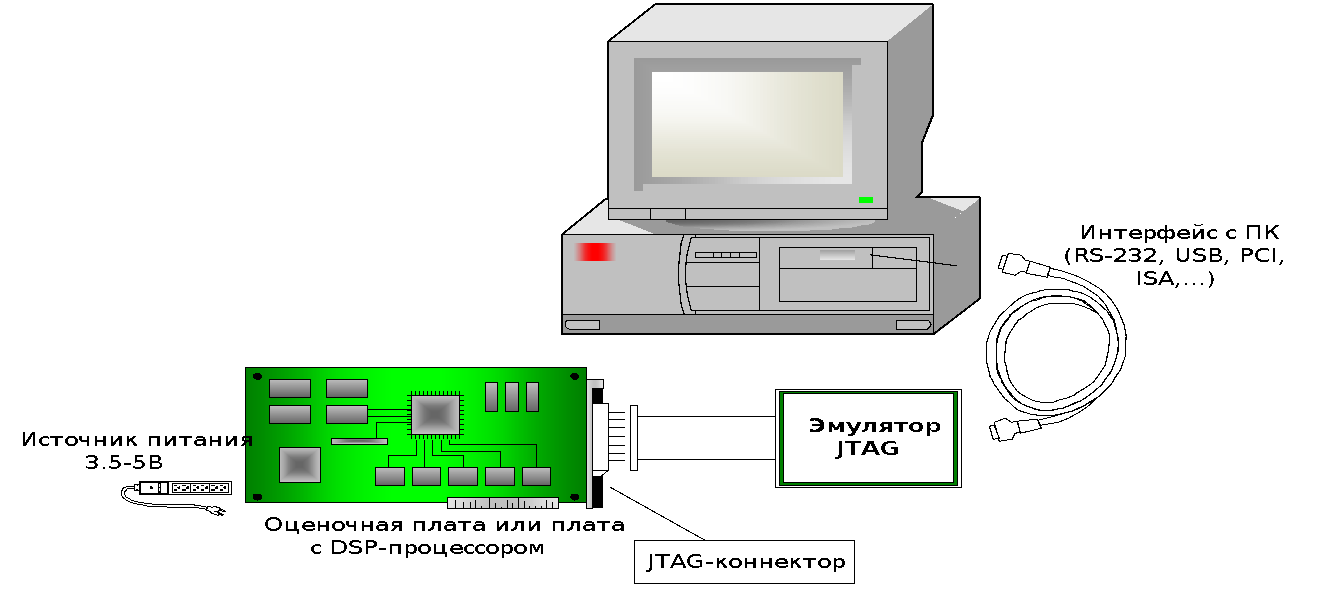 Интерфейс с ПК
(RS-232, USB, PCI,
ISA,...)
Эмулятор
JTAG
Источник питания
3.5-5В
Оценочная плата или плата
с DSP-процессором
JTAG-коннектор